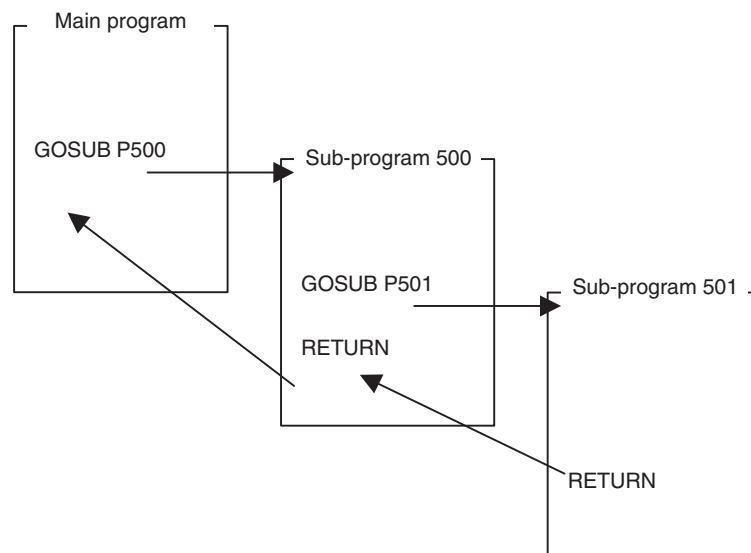 Main program
GOSUB P500
Sub-program 500
GOSUB P501
Sub-program 501
RETURN
RETURN